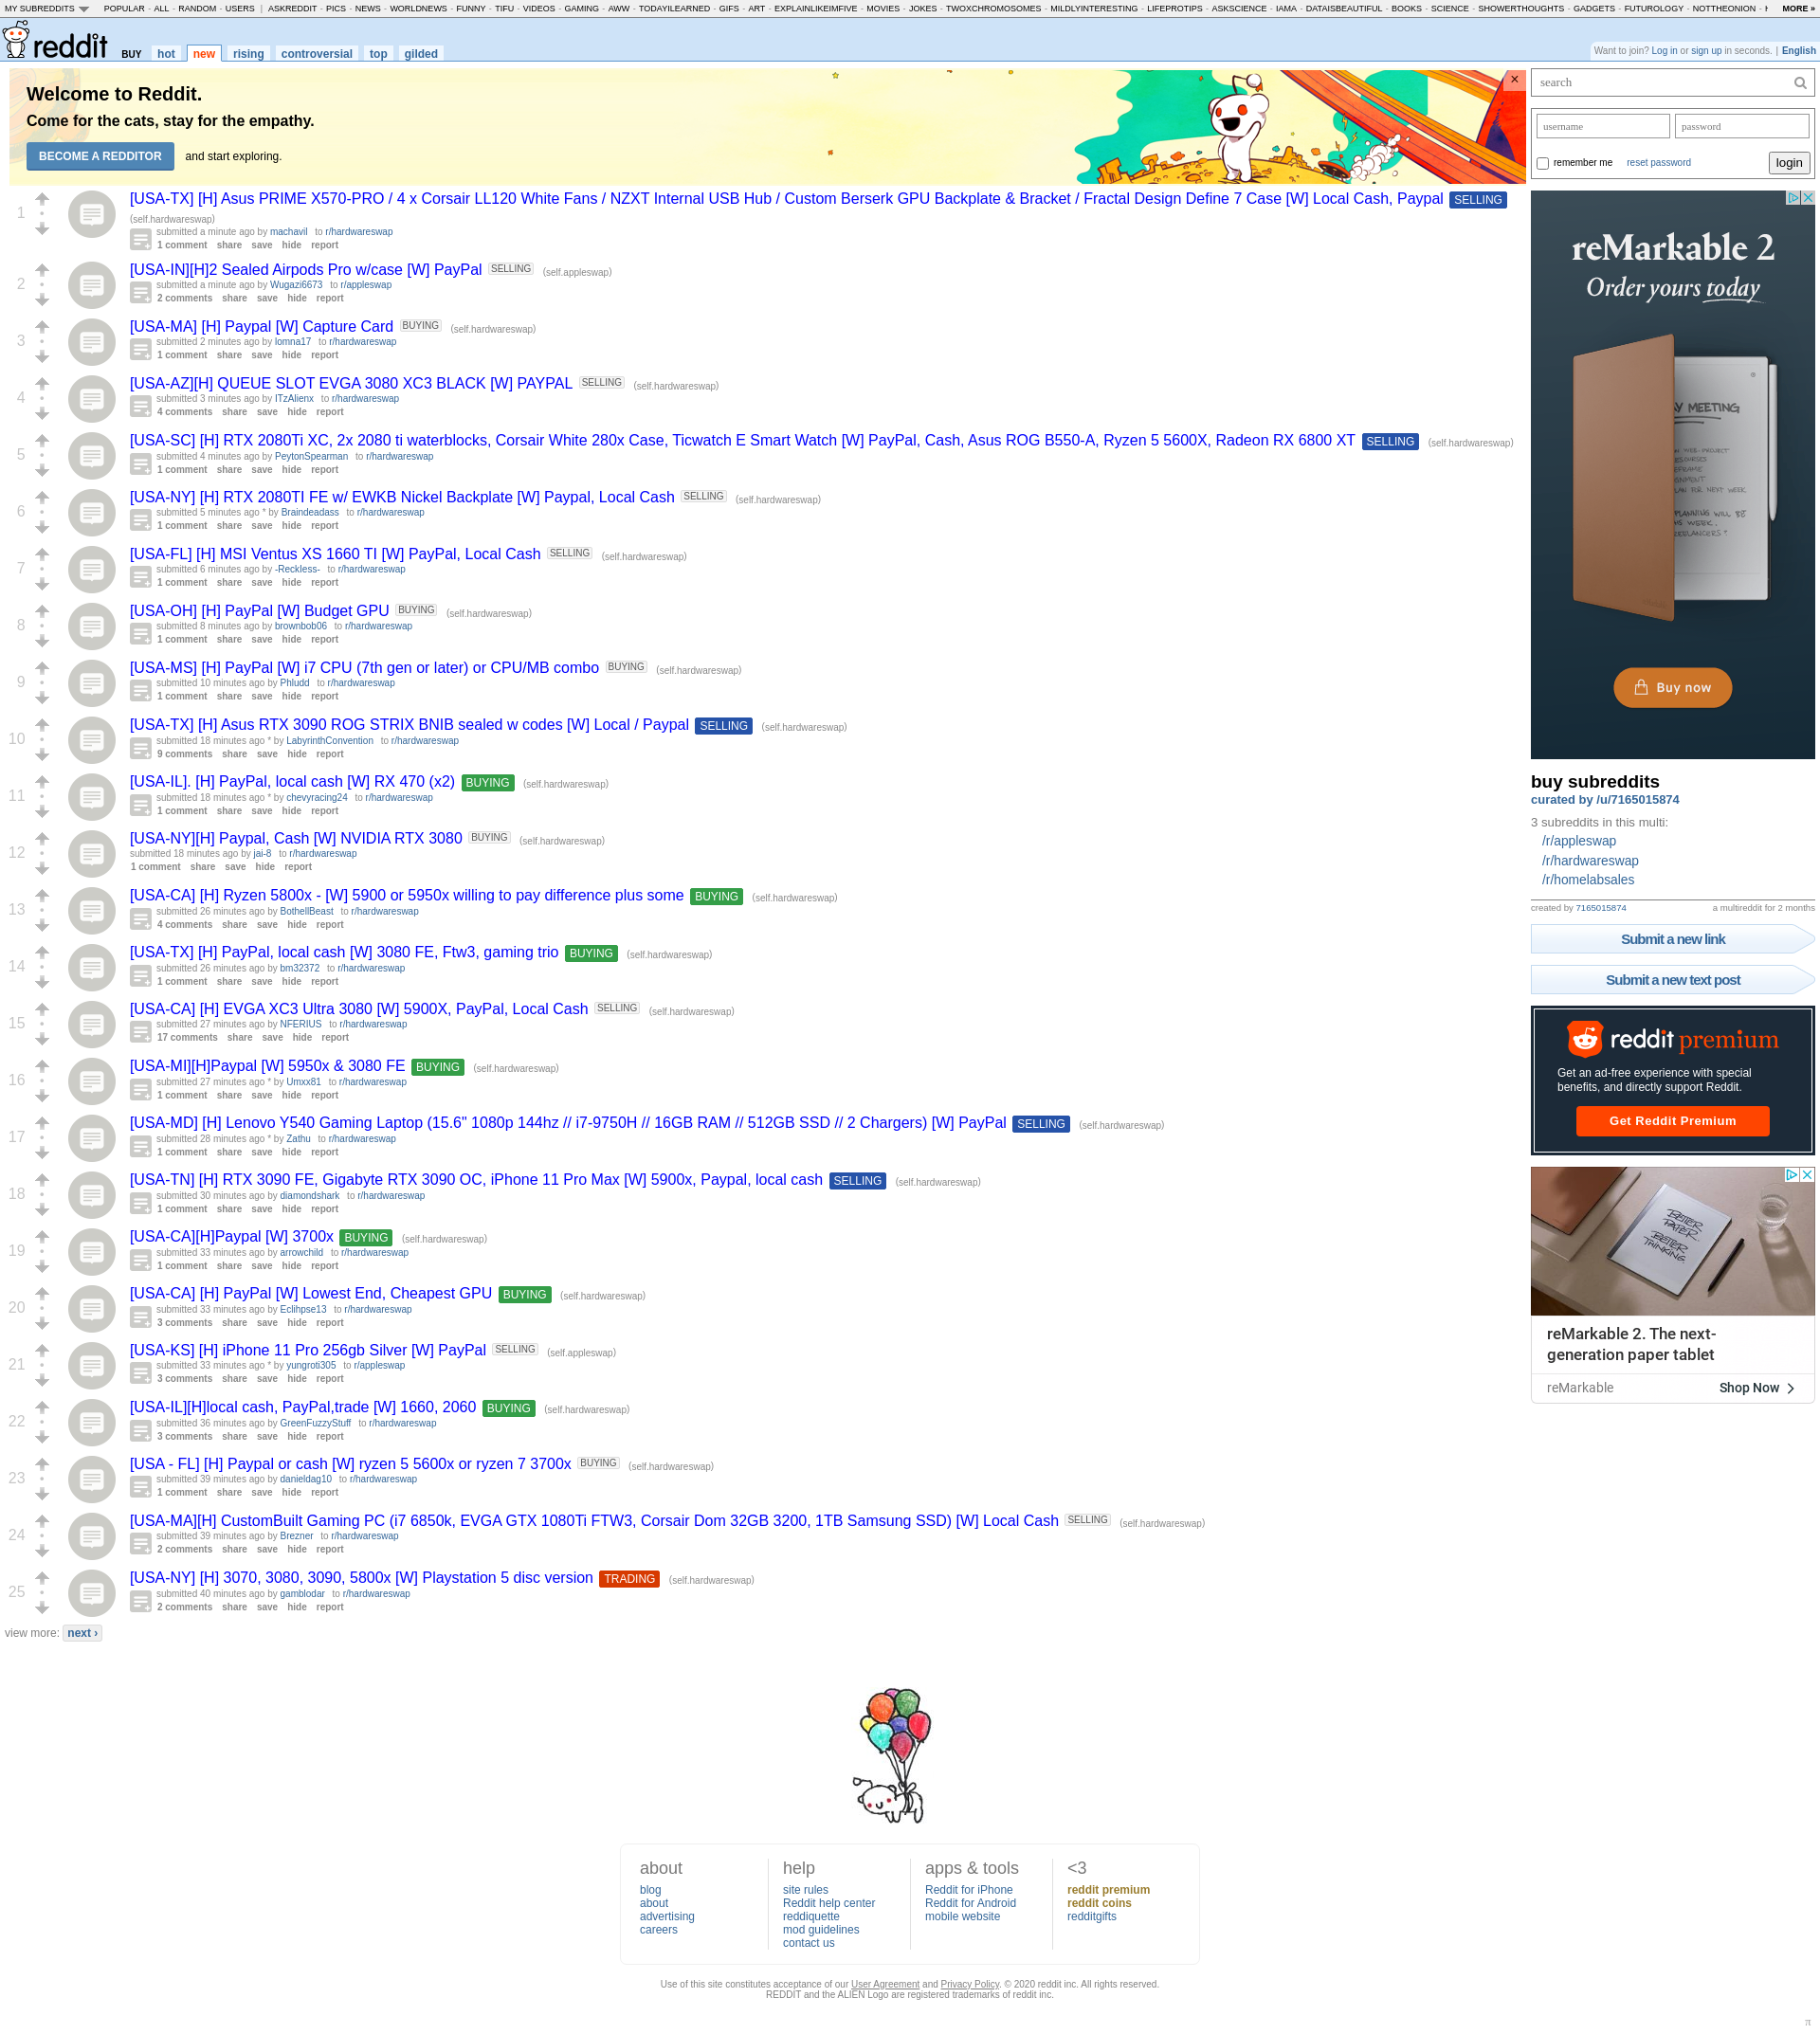 MY SUBREDDITS POPULAR - ALL - RANDOM - USERS | ASKREDDIT - PICS - NEWS - WORLDNEWS - FUNNY - TIFU - VIDEOS - GAMING - AWW - TODAYILEARNED - GIFS - ART - EXPLAINLIKEIMFIVE - MOVIES - JOKES - TWOXCHROMOSOMES - MILDLYINTERESTING - LIFEPROTIPS - ASKSCIENCE - IAMA - DATAISBEAUTIFUL - BOOKS - SCIENCE - SHOWERTHOUGHTS - GADGETS - FUTUROLOGY - NOTTHEONION - MORE »
reddit BUY hot new rising controversial top gilded
Want to join? Log in or sign up in seconds. | English
Welcome to Reddit.
Come for the cats, stay for the empathy.
BECOME A REDDITOR and start exploring.
×
1
[USA-TX] [H] Asus PRIME X570-PRO / 4 x Corsair LL120 White Fans / NZXT Internal USB Hub / Custom Berserk GPU Backplate & Bracket / Fractal Design Define 7 Case [W] Local Cash, Paypal SELLING
(self.hardwareswap)
submitted a minute ago by machavil to r/hardwareswap
1 comment share save hide report
2
[USA-IN][H]2 Sealed Airpods Pro w/case [W] PayPal SELLING (self.appleswap)
submitted a minute ago by Wugazi6673 to r/appleswap
2 comments share save hide report
3
[USA-MA] [H] Paypal [W] Capture Card BUYING (self.hardwareswap)
submitted 2 minutes ago by lomna17 to r/hardwareswap
1 comment share save hide report
4
[USA-AZ][H] QUEUE SLOT EVGA 3080 XC3 BLACK [W] PAYPAL SELLING (self.hardwareswap)
submitted 3 minutes ago by ITzAlienx to r/hardwareswap
4 comments share save hide report
5
[USA-SC] [H] RTX 2080Ti XC, 2x 2080 ti waterblocks, Corsair White 280x Case, Ticwatch E Smart Watch [W] PayPal, Cash, Asus ROG B550-A, Ryzen 5 5600X, Radeon RX 6800 XT SELLING (self.hardwareswap)
submitted 4 minutes ago by PeytonSpearman to r/hardwareswap
1 comment share save hide report
6
[USA-NY] [H] RTX 2080TI FE w/ EWKB Nickel Backplate [W] Paypal, Local Cash SELLING (self.hardwareswap)
submitted 5 minutes ago * by Braindeadass to r/hardwareswap
1 comment share save hide report
7
[USA-FL] [H] MSI Ventus XS 1660 TI [W] PayPal, Local Cash SELLING (self.hardwareswap)
submitted 6 minutes ago by -Reckless- to r/hardwareswap
1 comment share save hide report
8
[USA-OH] [H] PayPal [W] Budget GPU BUYING (self.hardwareswap)
submitted 8 minutes ago by brownbob06 to r/hardwareswap
1 comment share save hide report
9
[USA-MS] [H] PayPal [W] i7 CPU (7th gen or later) or CPU/MB combo BUYING (self.hardwareswap)
submitted 10 minutes ago by Phludd to r/hardwareswap
1 comment share save hide report
10
[USA-TX] [H] Asus RTX 3090 ROG STRIX BNIB sealed w codes [W] Local / Paypal SELLING (self.hardwareswap)
submitted 18 minutes ago * by LabyrinthConvention to r/hardwareswap
9 comments share save hide report
11
[USA-IL]. [H] PayPal, local cash [W] RX 470 (x2) BUYING (self.hardwareswap)
submitted 18 minutes ago * by chevyracing24 to r/hardwareswap
1 comment share save hide report
12
[USA-NY][H] Paypal, Cash [W] NVIDIA RTX 3080 BUYING (self.hardwareswap)
submitted 18 minutes ago by jai-8 to r/hardwareswap
1 comment share save hide report
13
[USA-CA] [H] Ryzen 5800x - [W] 5900 or 5950x willing to pay difference plus some BUYING (self.hardwareswap)
submitted 26 minutes ago by BothellBeast to r/hardwareswap
4 comments share save hide report
14
[USA-TX] [H] PayPal, local cash [W] 3080 FE, Ftw3, gaming trio BUYING (self.hardwareswap)
submitted 26 minutes ago by bm32372 to r/hardwareswap
1 comment share save hide report
15
[USA-CA] [H] EVGA XC3 Ultra 3080 [W] 5900X, PayPal, Local Cash SELLING (self.hardwareswap)
submitted 27 minutes ago by NFERIUS to r/hardwareswap
17 comments share save hide report
16
[USA-MI][H]Paypal [W] 5950x & 3080 FE BUYING (self.hardwareswap)
submitted 27 minutes ago * by Umxx81 to r/hardwareswap
1 comment share save hide report
17
[USA-MD] [H] Lenovo Y540 Gaming Laptop (15.6" 1080p 144hz // i7-9750H // 16GB RAM // 512GB SSD // 2 Chargers) [W] PayPal SELLING (self.hardwareswap)
submitted 28 minutes ago * by Zathu to r/hardwareswap
1 comment share save hide report
18
[USA-TN] [H] RTX 3090 FE, Gigabyte RTX 3090 OC, iPhone 11 Pro Max [W] 5900x, Paypal, local cash SELLING (self.hardwareswap)
submitted 30 minutes ago by diamondshark to r/hardwareswap
1 comment share save hide report
19
[USA-CA][H]Paypal [W] 3700x BUYING (self.hardwareswap)
submitted 33 minutes ago by arrowchild to r/hardwareswap
1 comment share save hide report
20
[USA-CA] [H] PayPal [W] Lowest End, Cheapest GPU BUYING (self.hardwareswap)
submitted 33 minutes ago by Eclihpse13 to r/hardwareswap
3 comments share save hide report
21
[USA-KS] [H] iPhone 11 Pro 256gb Silver [W] PayPal SELLING (self.appleswap)
submitted 33 minutes ago * by yungroti305 to r/appleswap
3 comments share save hide report
22
[USA-IL][H]local cash, PayPal,trade [W] 1660, 2060 BUYING (self.hardwareswap)
submitted 36 minutes ago by GreenFuzzyStuff to r/hardwareswap
3 comments share save hide report
23
[USA - FL] [H] Paypal or cash [W] ryzen 5 5600x or ryzen 7 3700x BUYING (self.hardwareswap)
submitted 39 minutes ago by danieldag10 to r/hardwareswap
1 comment share save hide report
24
[USA-MA][H] CustomBuilt Gaming PC (i7 6850k, EVGA GTX 1080Ti FTW3, Corsair Dom 32GB 3200, 1TB Samsung SSD) [W] Local Cash SELLING (self.hardwareswap)
submitted 39 minutes ago by Brezner to r/hardwareswap
2 comments share save hide report
25
[USA-NY] [H] 3070, 3080, 3090, 5800x [W] Playstation 5 disc version TRADING (self.hardwareswap)
submitted 40 minutes ago by gamblodar to r/hardwareswap
2 comments share save hide report
view more: next ›
search
username password
remember me reset password login
reMarkable 2
Order yours today
MEETING
Buy now
buy subreddits
curated by /u/7165015874
3 subreddits in this multi:
/r/appleswap
/r/hardwareswap
/r/homelabsales
created by 7165015874 a multireddit for 2 months
Submit a new link
Submit a new text post
reddit premium
Get an ad-free experience with special
benefits, and directly support Reddit.
Get Reddit Premium
BETTER
PAPER
BETTER
THINKING.
reMarkable 2. The next-
generation paper tablet
reMarkable Shop Now
about
blog
about
advertising
careers
help
site rules
Reddit help center
reddiquette
mod guidelines
contact us
apps & tools
Reddit for iPhone
Reddit for Android
mobile website
<3
reddit premium
reddit coins
redditgifts
Use of this site constitutes acceptance of our User Agreement and Privacy Policy. © 2020 reddit inc. All rights reserved.
REDDIT and the ALIEN Logo are registered trademarks of reddit inc.
π